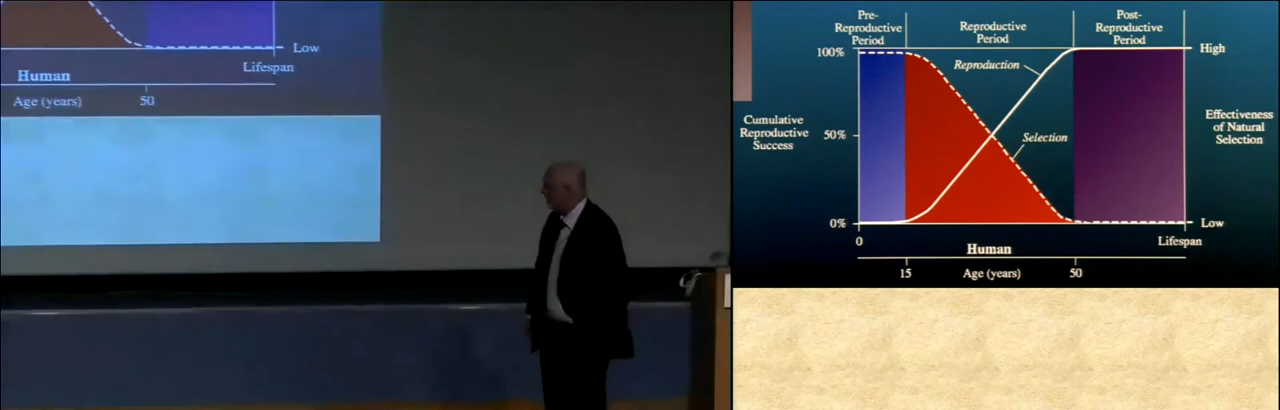 Low
Lifespan
Human
Age (years)
50
Pre-
Reproductive
Period
Reproductive
Period
Post-
Reproductive
Period
100%
High
Reproduction
Cumulative
Reproductive
Success
50%
Selection
Effectiveness
of Natural
Selection
0%
Low
0
Human
Lifespan
15
Age (years)
50